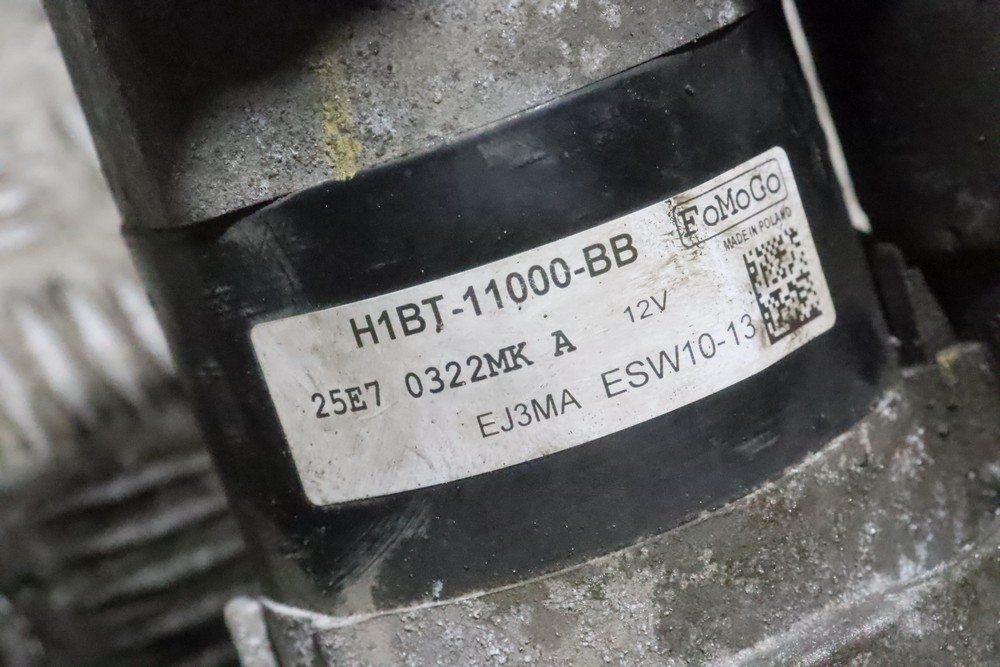 FoMoCo
MADE IN POLAND
H1BT-11000-BB
12V
25E7 0322MK A
EJ3MA ESW10-13